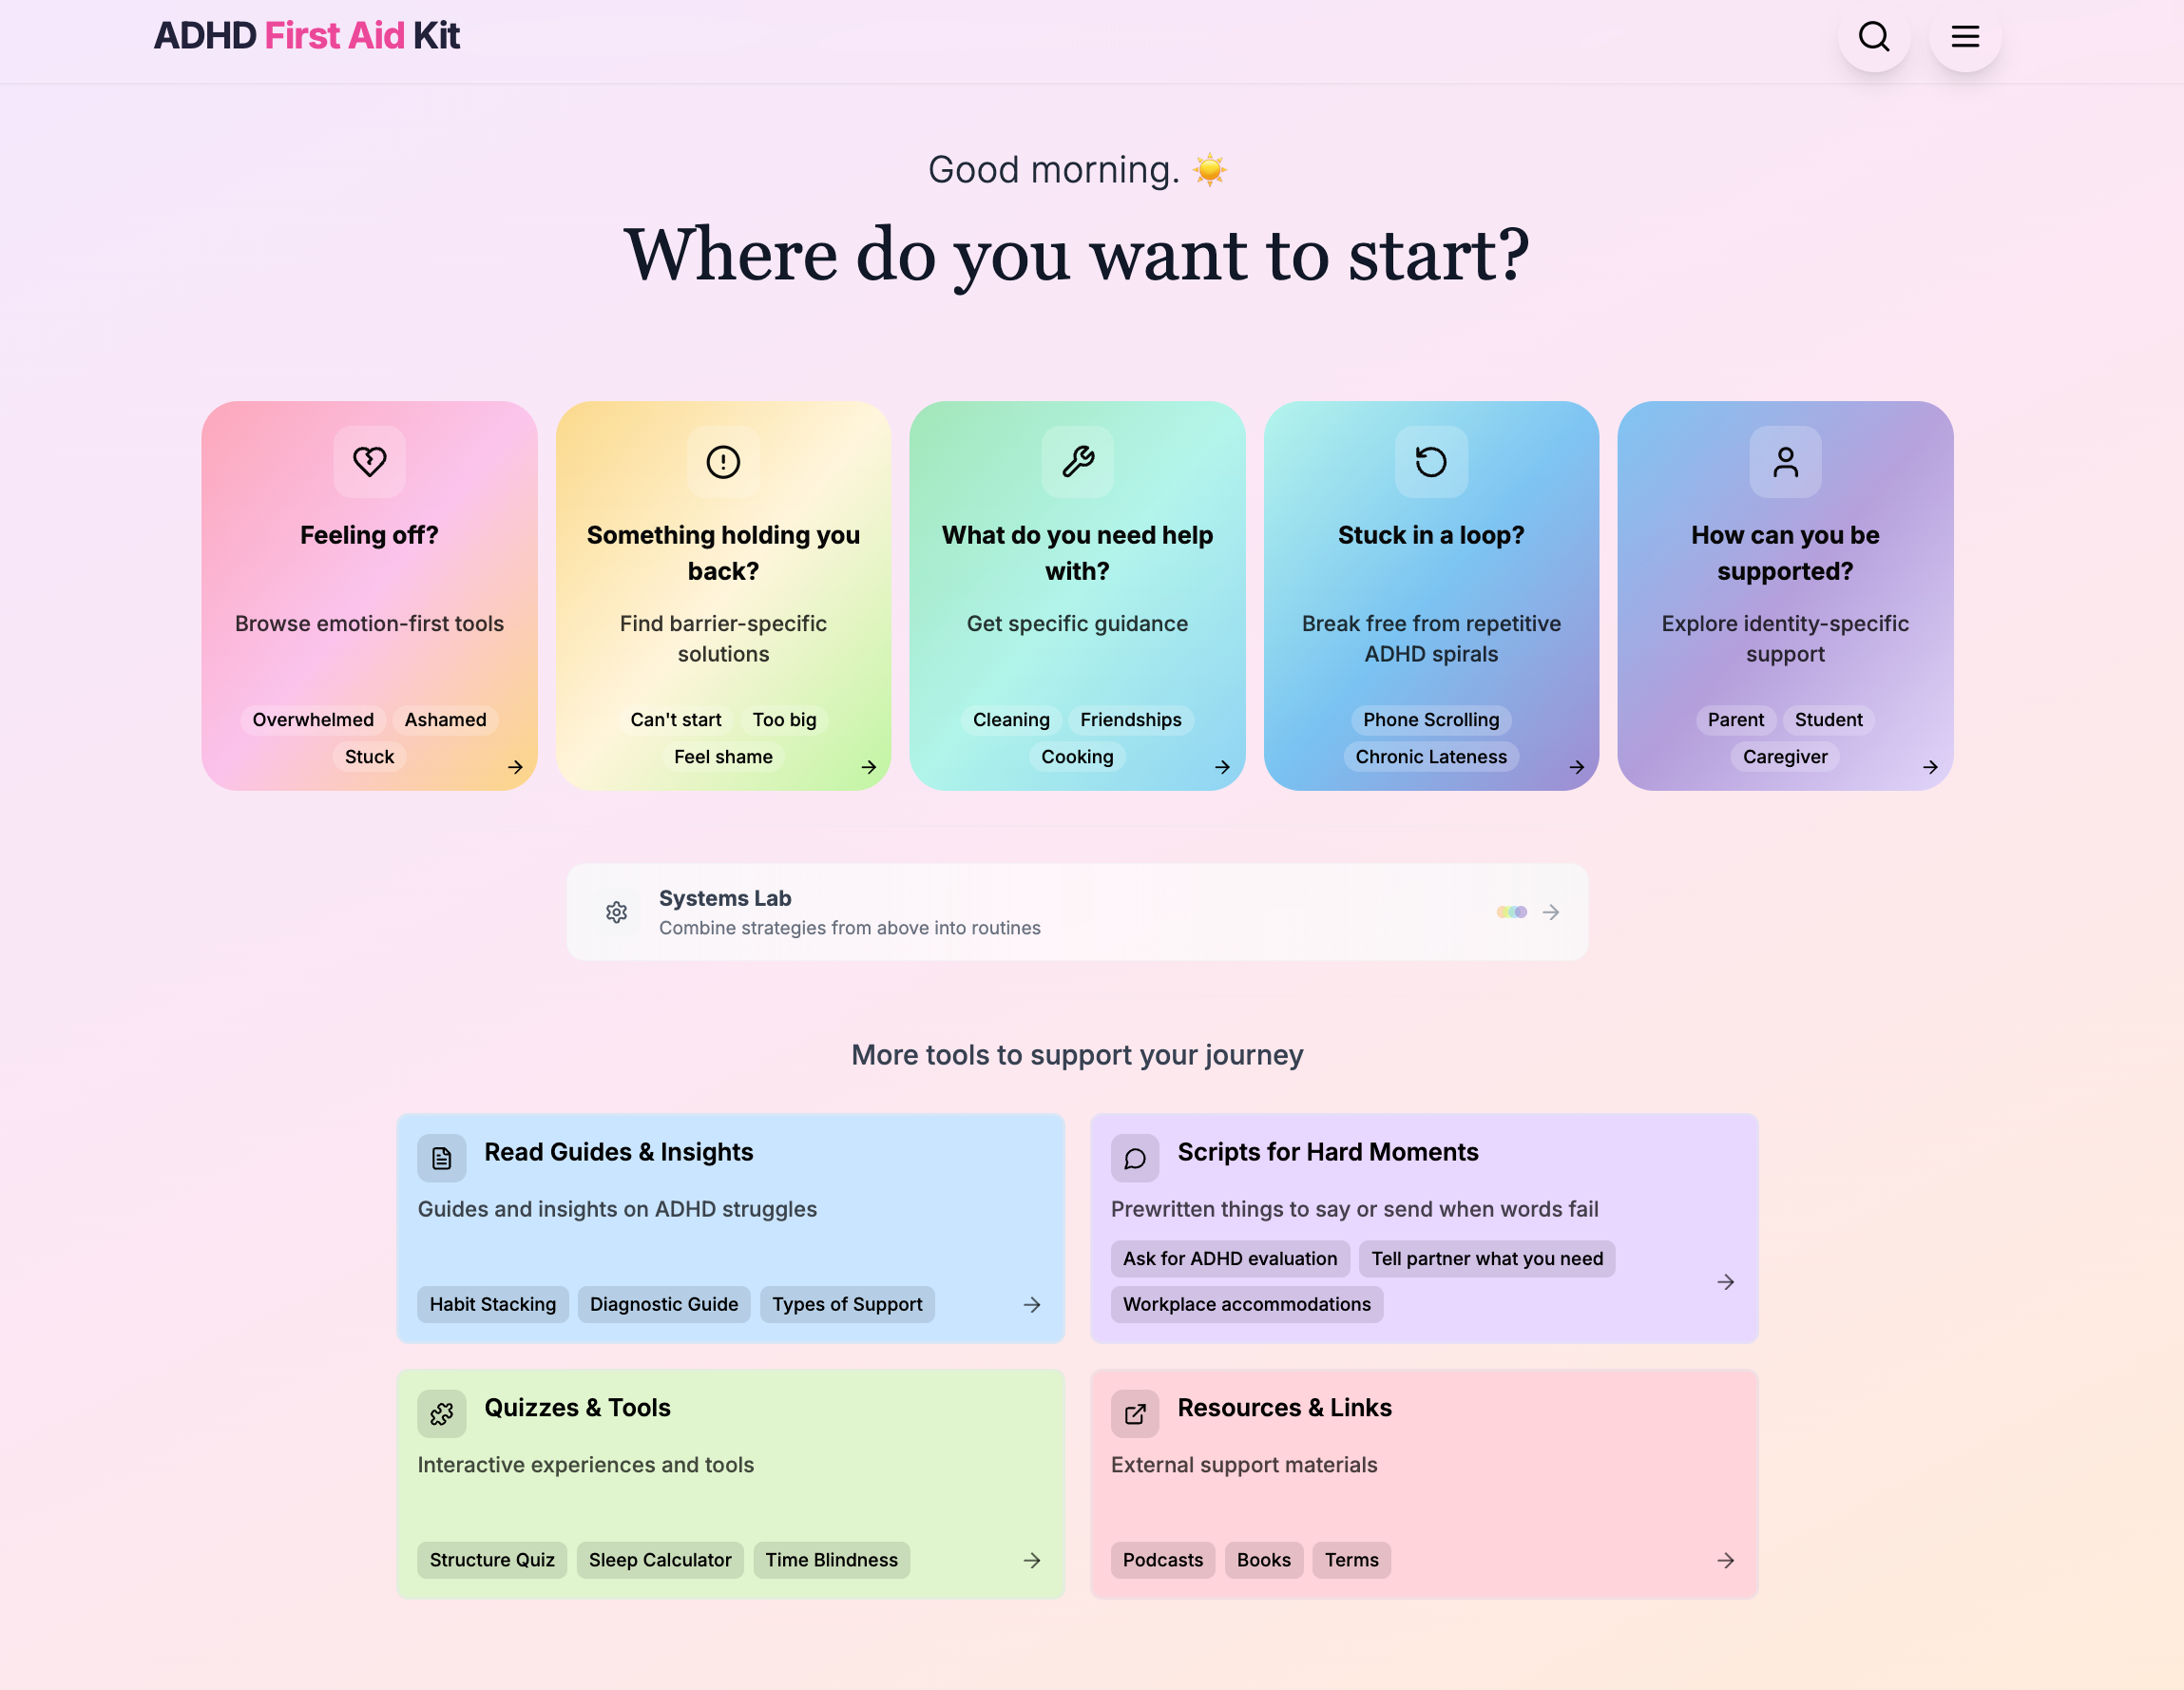 ADHD First Aid Kit
Good morning. ☀️
Where do you want to start?
Feeling off?
Browse emotion-first tools
Overwhelmed Ashamed
Stuck
Something holding you
back?
Find barrier-specific
solutions
Can't start Too big
Feel shame
What do you need help
with?
Get specific guidance
Cleaning Friendships
Cooking
Stuck in a loop?
Break free from repetitive
ADHD spirals
Phone Scrolling
Chronic Lateness
How can you be
supported?
Explore identity-specific
support
Parent Student
Caregiver
Systems Lab
Combine strategies from above into routines
More tools to support your journey
Read Guides & Insights
Guides and insights on ADHD struggles
Habit Stacking Diagnostic Guide Types of Support
Scripts for Hard Moments
Prewritten things to say or send when words fail
Ask for ADHD evaluation Tell partner what you need
Workplace accommodations
Quizzes & Tools
Interactive experiences and tools
Structure Quiz Sleep Calculator Time Blindness
Resources & Links
External support materials
Podcasts Books Terms